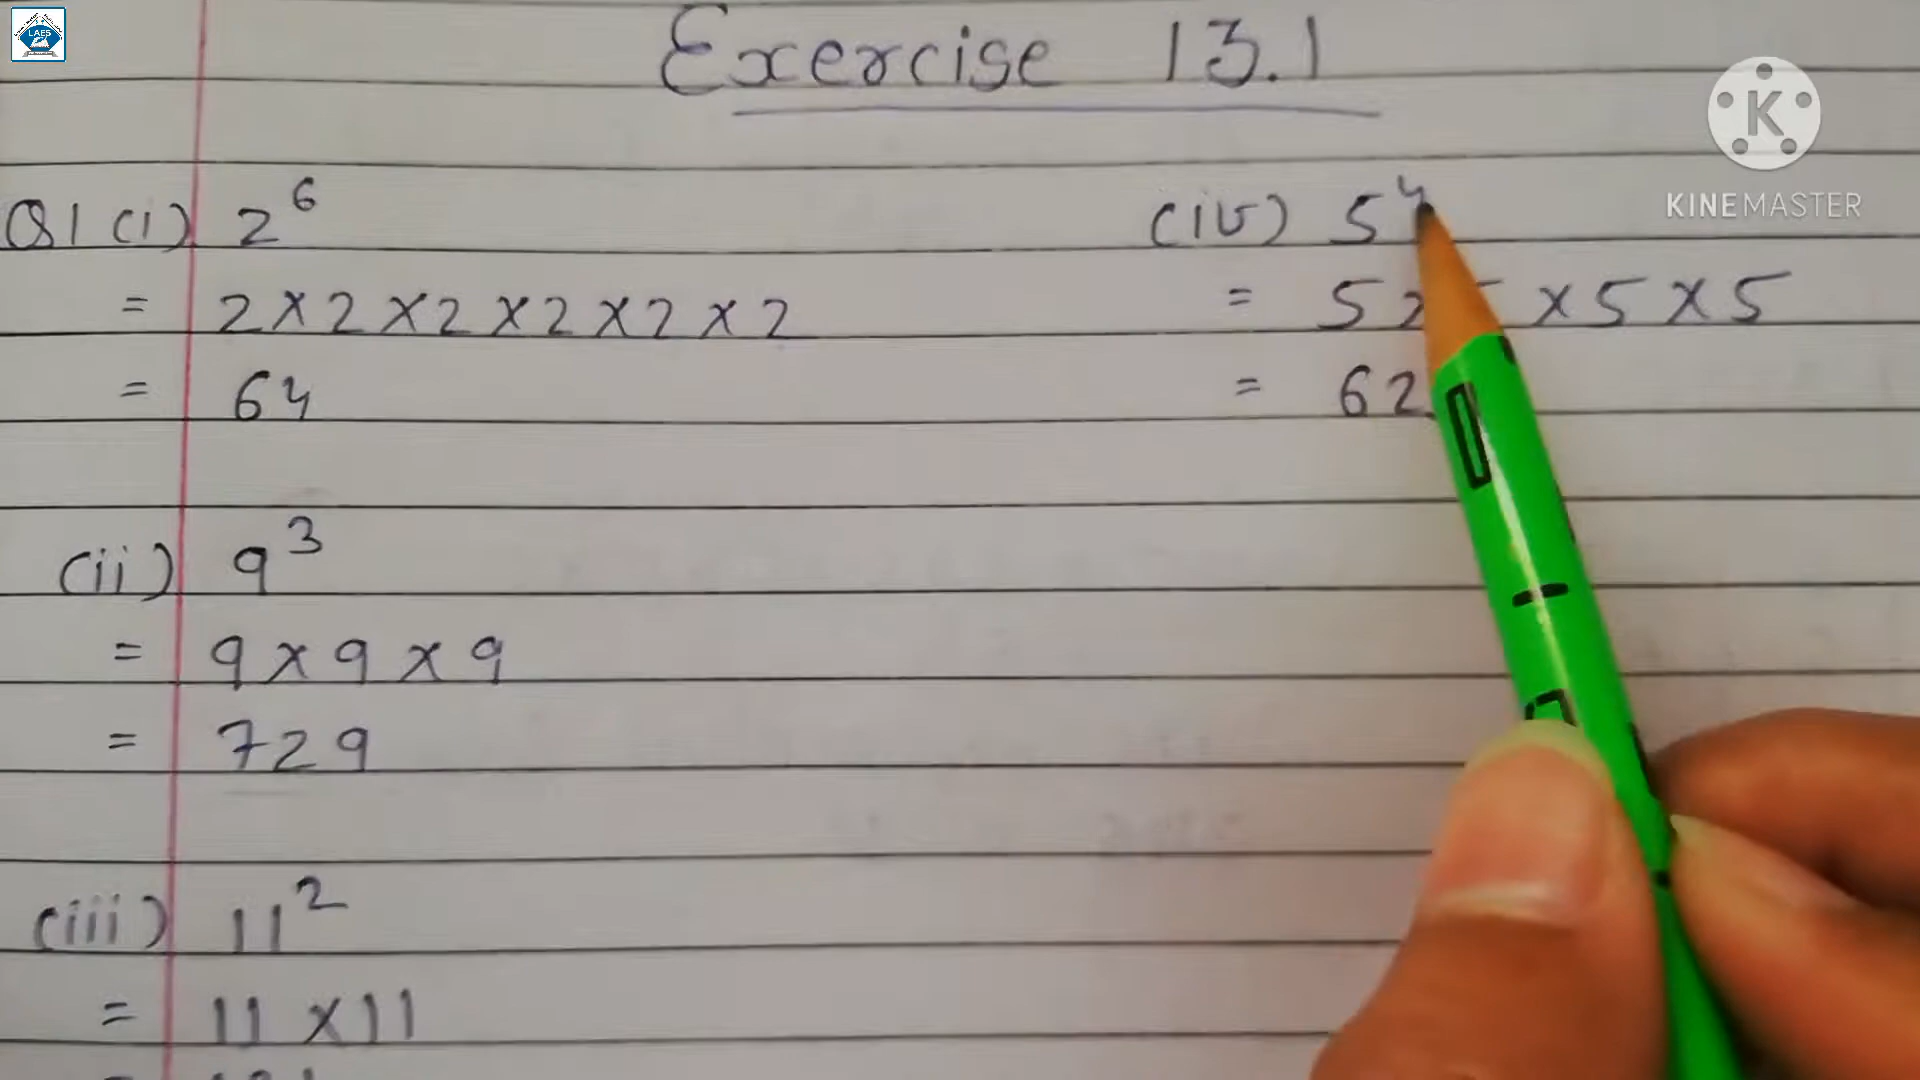 LAES
Exercise 13.1
K
KINEMASTER
Q1 (i) 2^6
= 2×2×2×2×2×2
= 64
(ii) 9^3
= 9×9×9
= 729
(iii) 11^2
= 11×11
(iv) 5^4
= 5× ×5×5
= 62